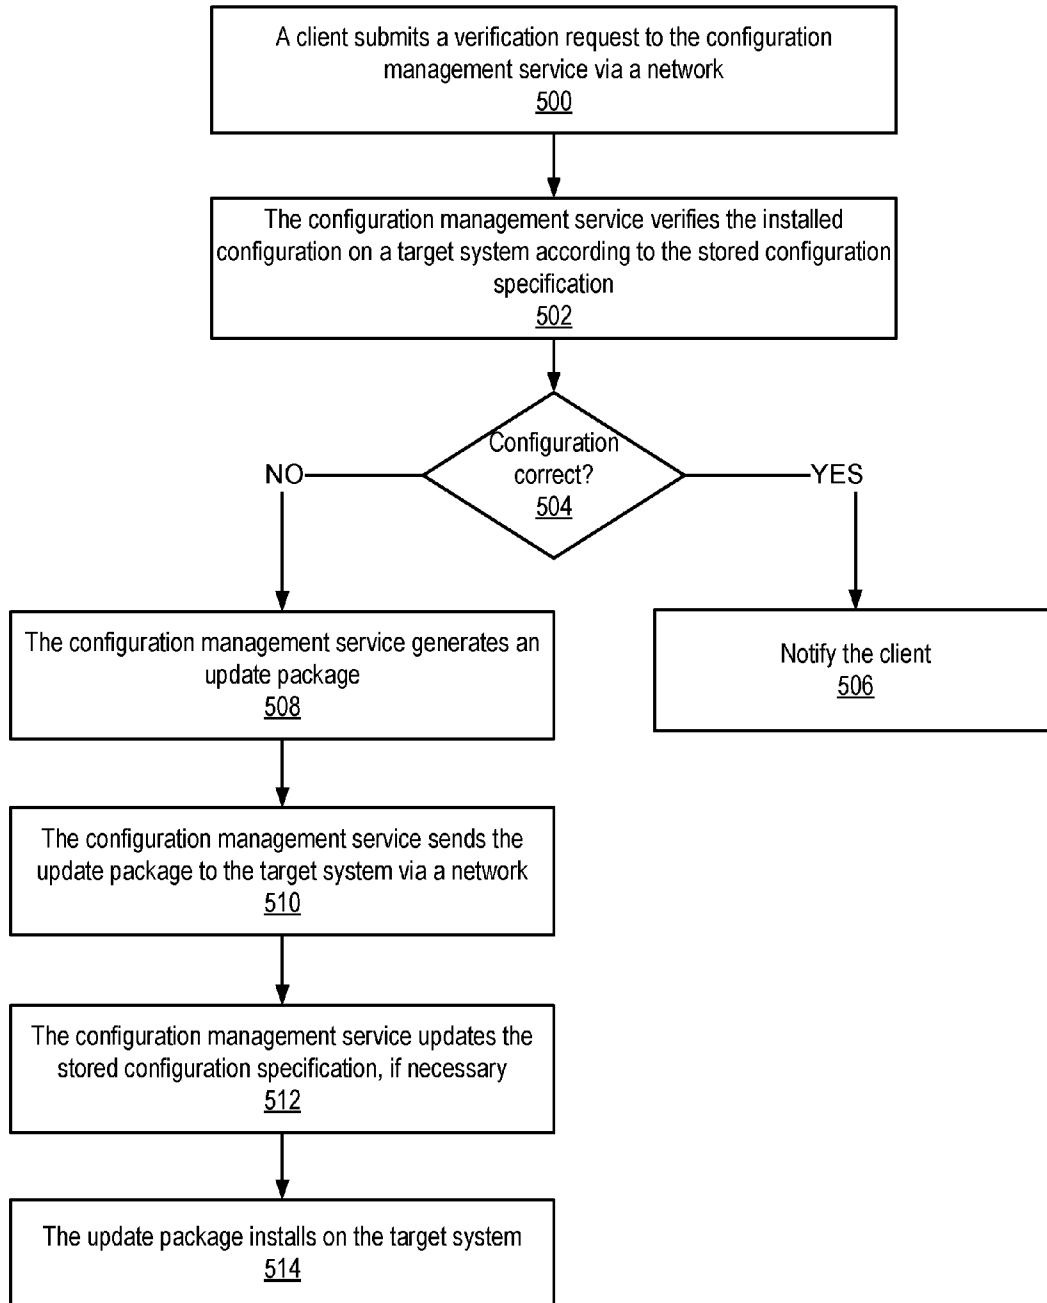 A client submits a verification request to the configuration
management service via a network
500
The configuration management service verifies the installed
configuration on a target system according to the stored configuration
specification
502
Configuration
correct?
504
NO
YES
The configuration management service generates an
update package
508
Notify the client
506
The configuration management service sends the
update package to the target system via a network
510
The configuration management service updates the
stored configuration specification, if necessary
512
The update package installs on the target system
514